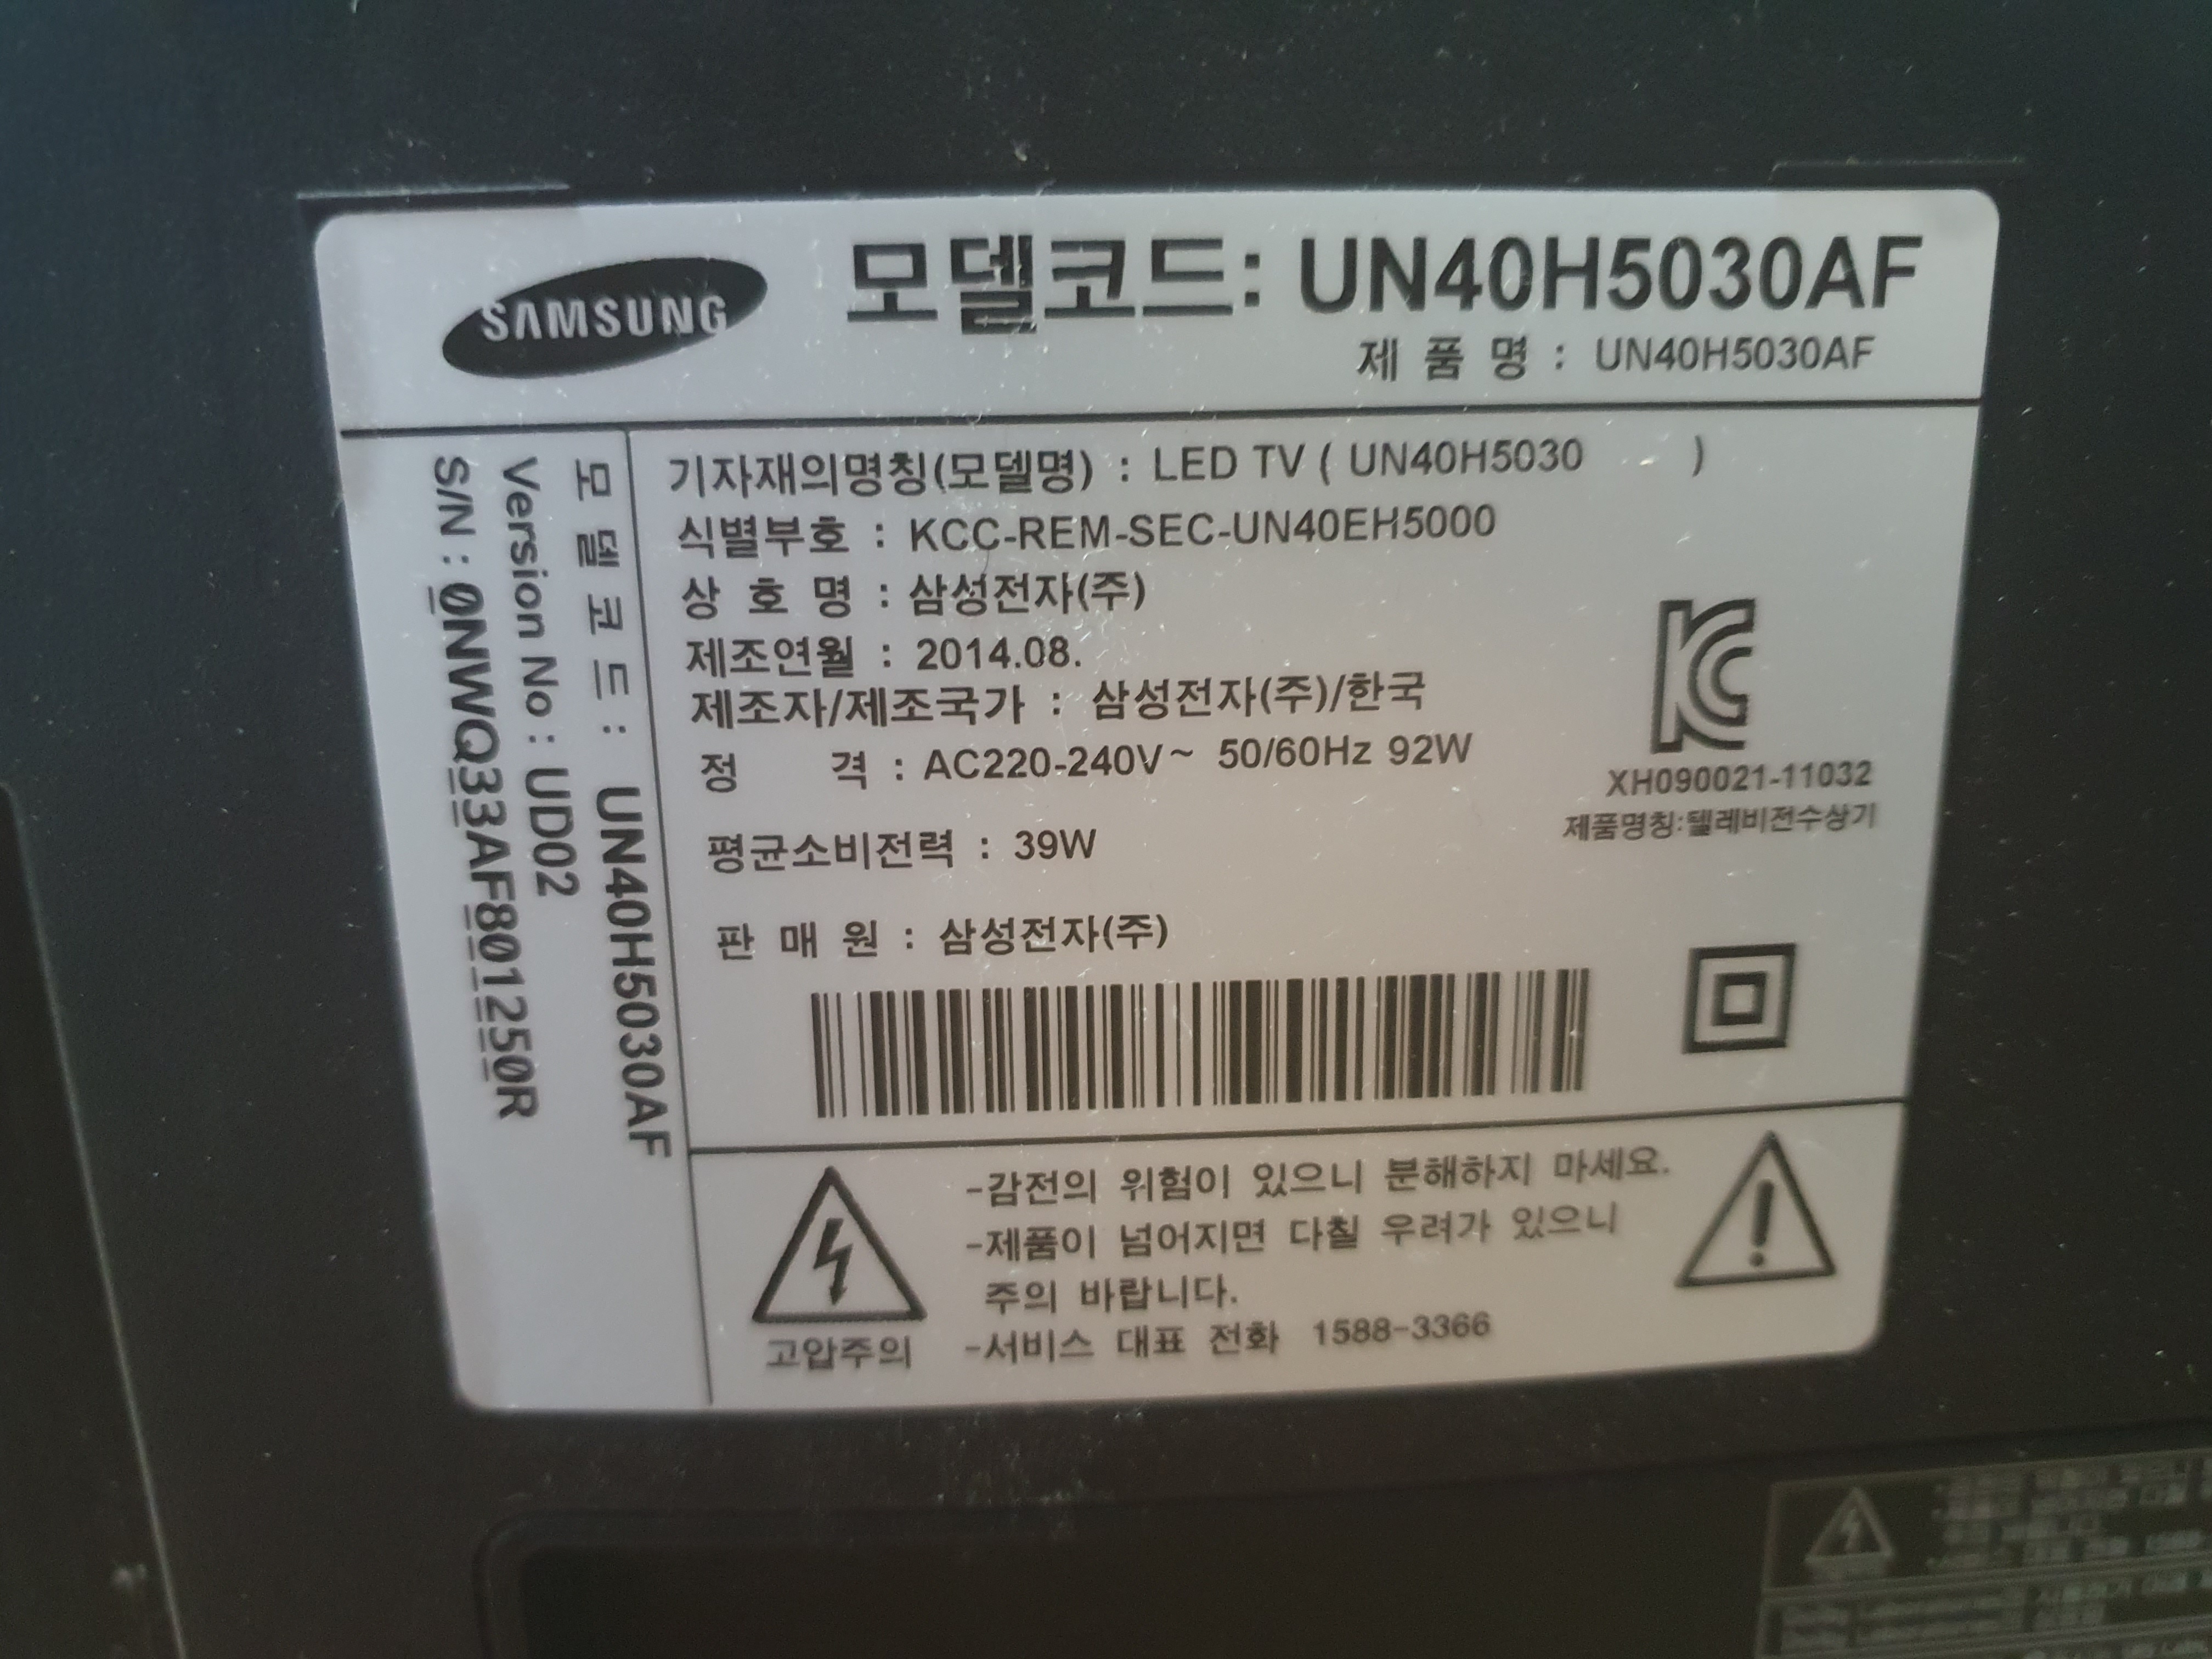 SAMSUNG
모델코드: UN40H5030AF
제 품 명 : UN40H5030AF
모 델 코 드 : UN40H5030AF
Version No : UD02
S/N : 0NWQ33AF801250R
기자재의명칭(모델명) : LED TV ( UN40H5030 )
식별부호 : KCC-REM-SEC-UN40EH5000
상 호 명 : 삼성전자(주)
제조연월 : 2014.08.
제조자/제조국가 : 삼성전자(주)/한국
정 격 : AC220-240V~ 50/60Hz 92W
평균소비전력 : 39W
판 매 원 : 삼성전자(주)
XH090021-11032
제품명칭:텔레비전수상기
고압주의
-감전의 위험이 있으니 분해하지 마세요.
-제품이 넘어지면 다칠 우려가 있으니
주의 바랍니다.
-서비스 대표 전화 1588-3366